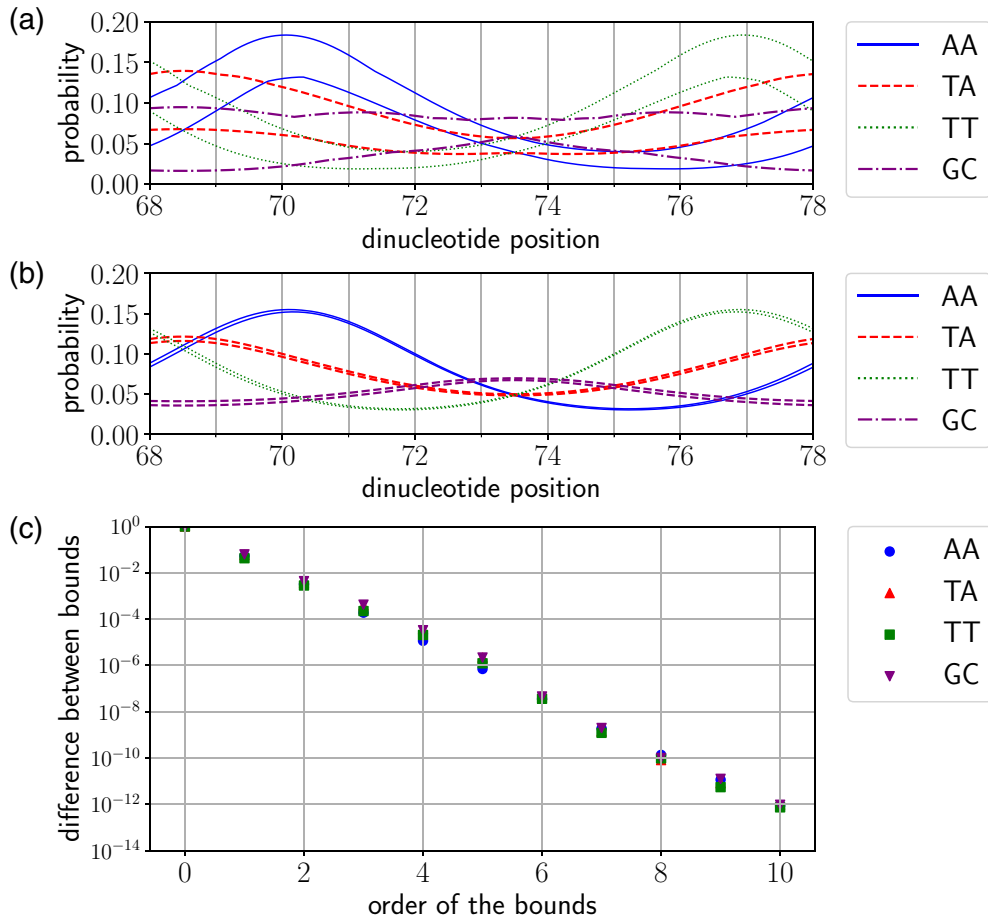 (a)
probability
0.20
0.15
0.10
0.05
0.00
68 70 72 74 76 78
dinucleotide position
AA
TA
TT
GC
(b)
probability
0.20
0.15
0.10
0.05
0.00
68 70 72 74 76 78
dinucleotide position
AA
TA
TT
GC
(c)
difference between bounds
10⁰
10⁻²
10⁻⁴
10⁻⁶
10⁻⁸
10⁻¹⁰
10⁻¹²
10⁻¹⁴
0 2 4 6 8 10
order of the bounds
AA
TA
TT
GC